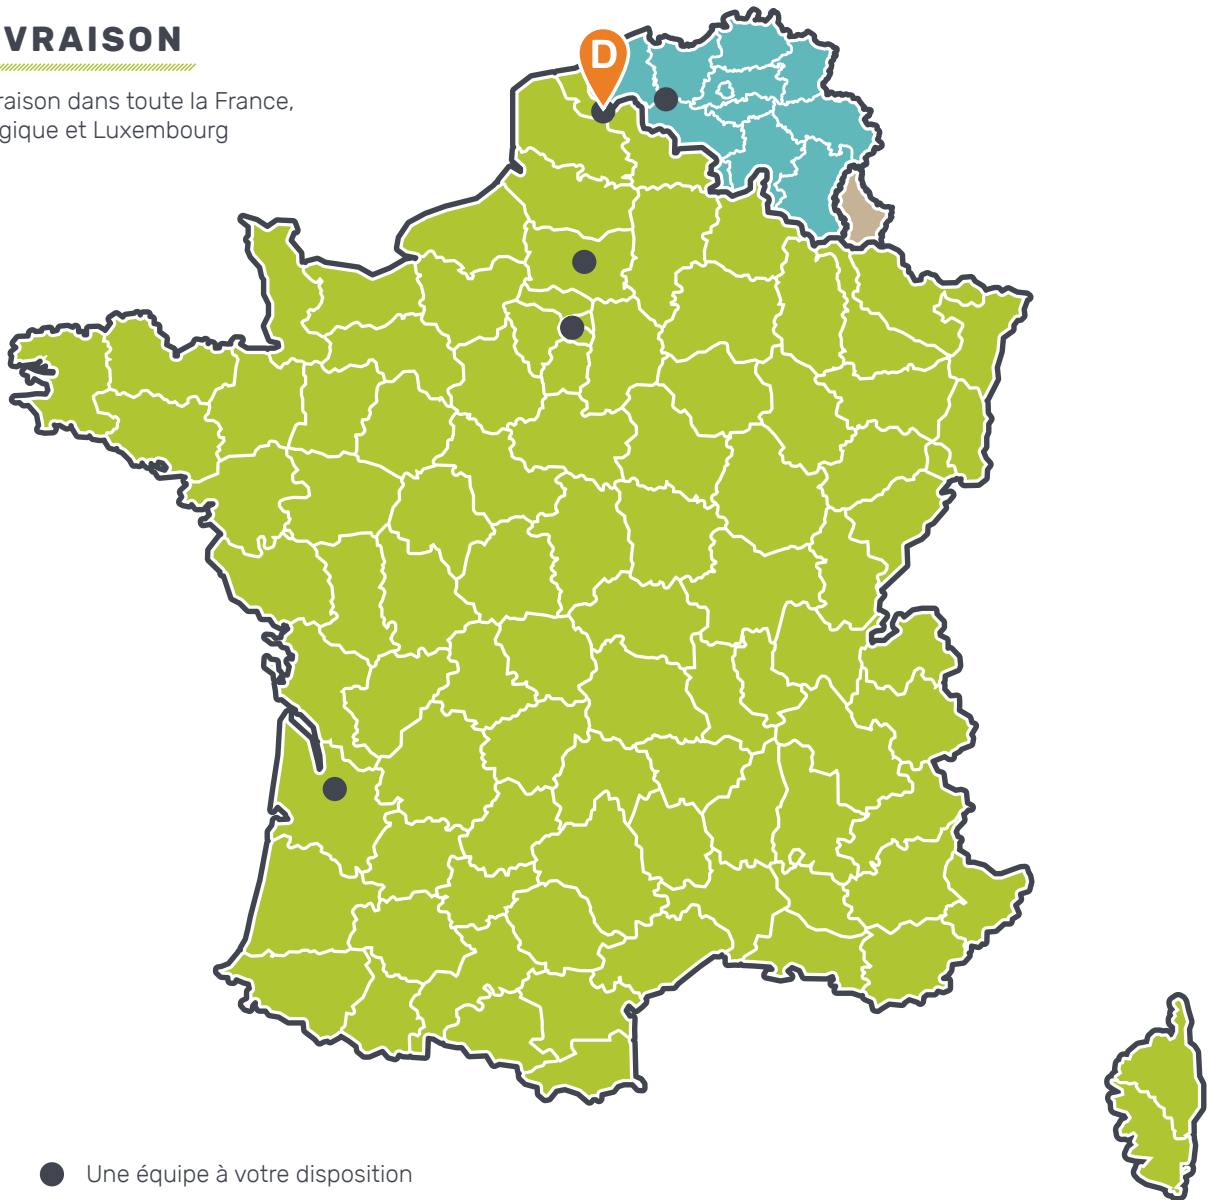 VRAISON
raison dans toute la France,
gique et Luxembourg
D
Une équipe à votre disposition